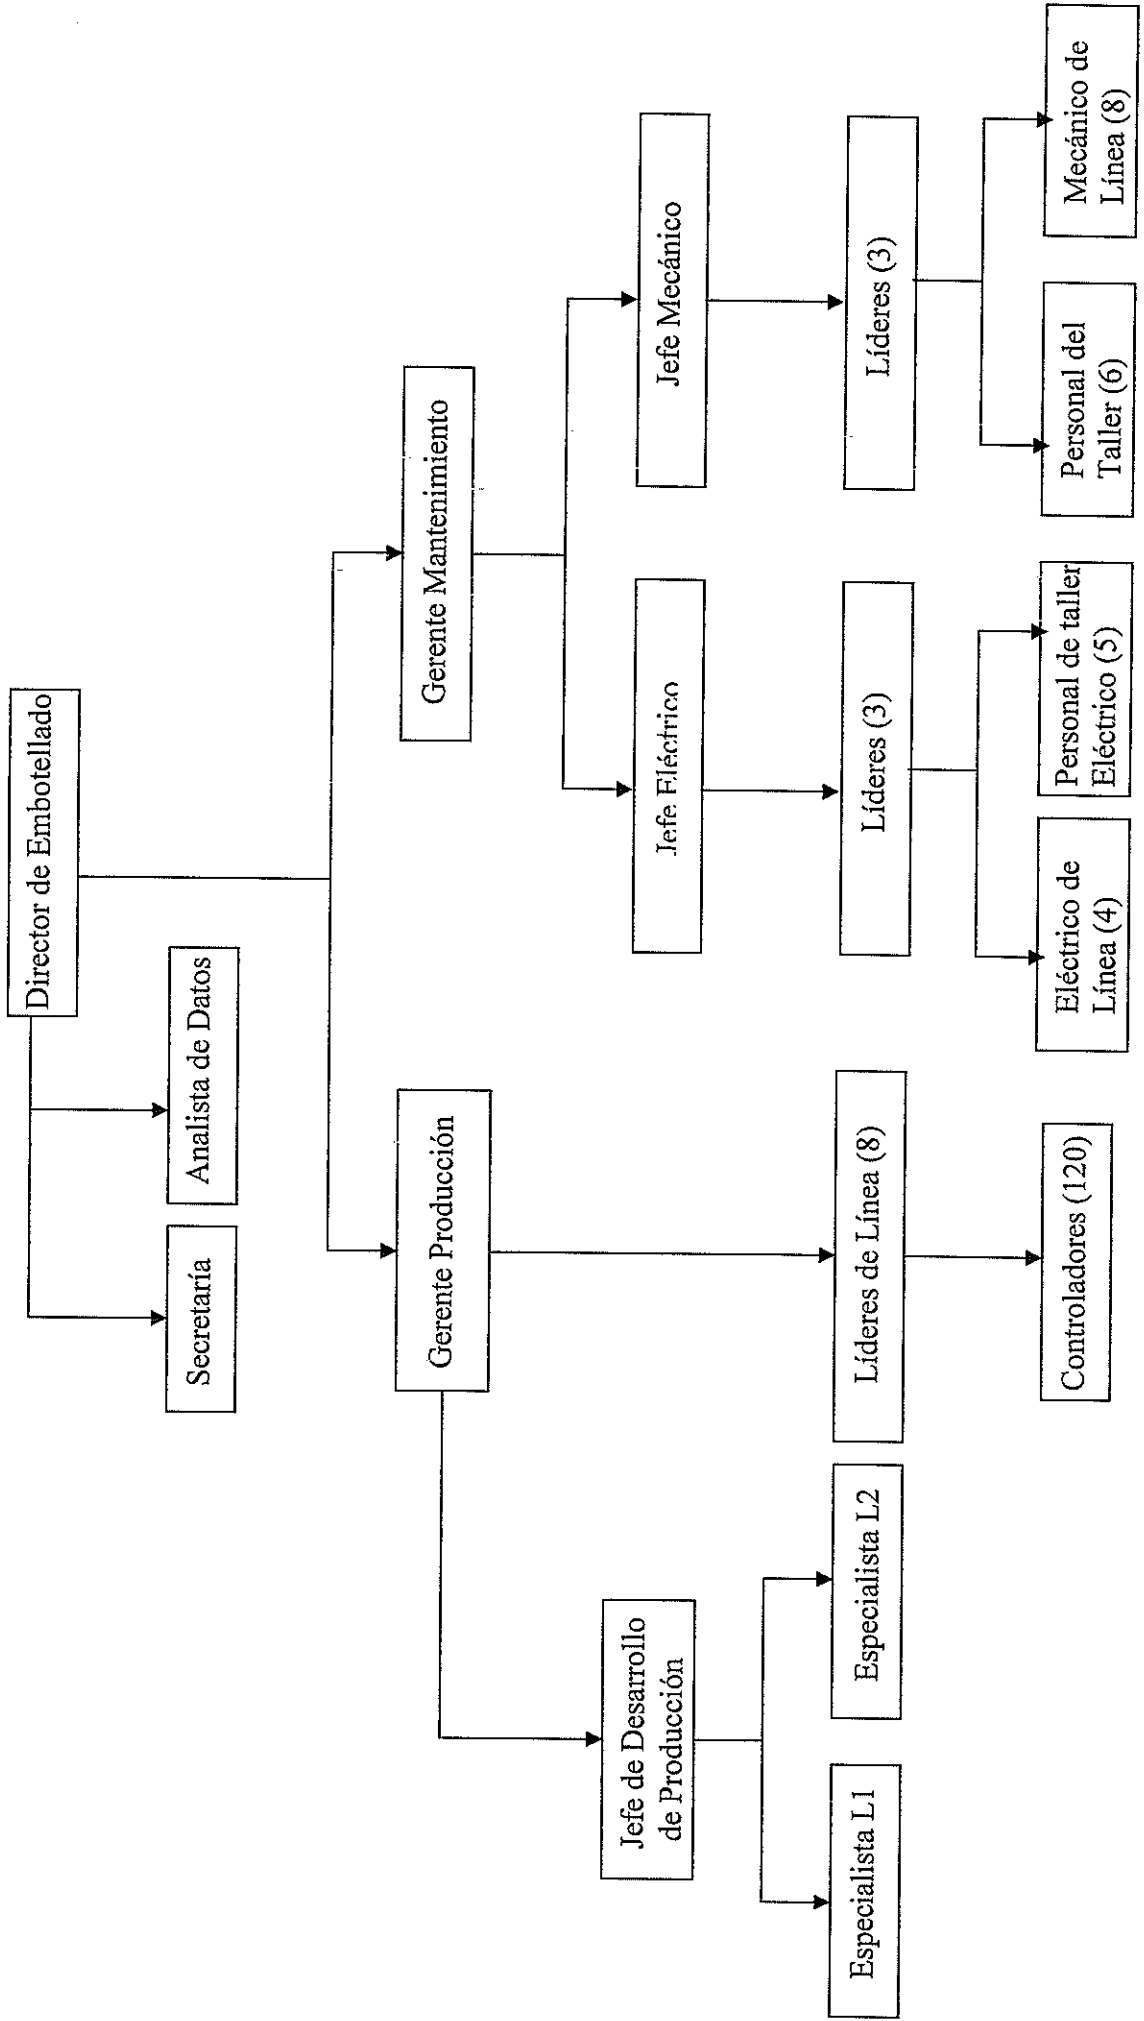 Director de Embotellado
Secretaría
Analista de Datos
Gerente Producción
Gerente Mantenimiento
Jefe de Desarrollo
de Producción
Jefe Eléctrico
Jefe Mecánico
Especialista L1
Especialista L2
Líderes de Línea (8)
Líderes (3)
Líderes (3)
Controladores (120)
Eléctrico de
Línea (4)
Personal de taller
Eléctrico (5)
Personal del
Taller (6)
Mecánico de
Línea (8)